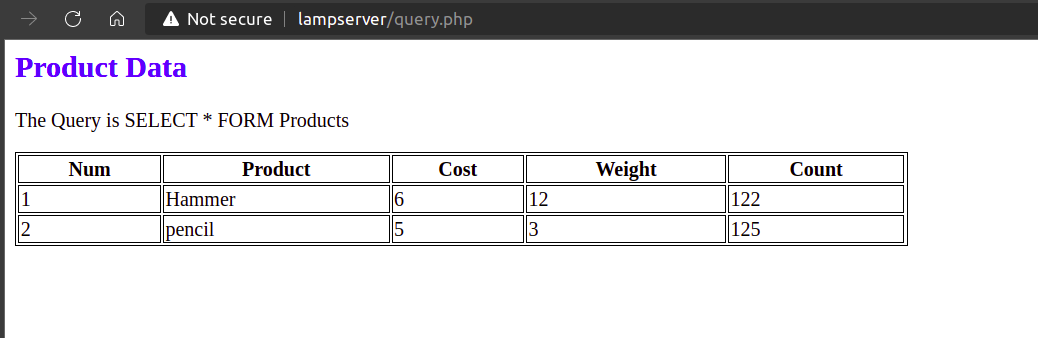 Not secure | lampserver/query.php
Product Data
The Query is SELECT * FORM Products
Num Product Cost Weight Count
1 Hammer 6 12 122
2 pencil 5 3 125